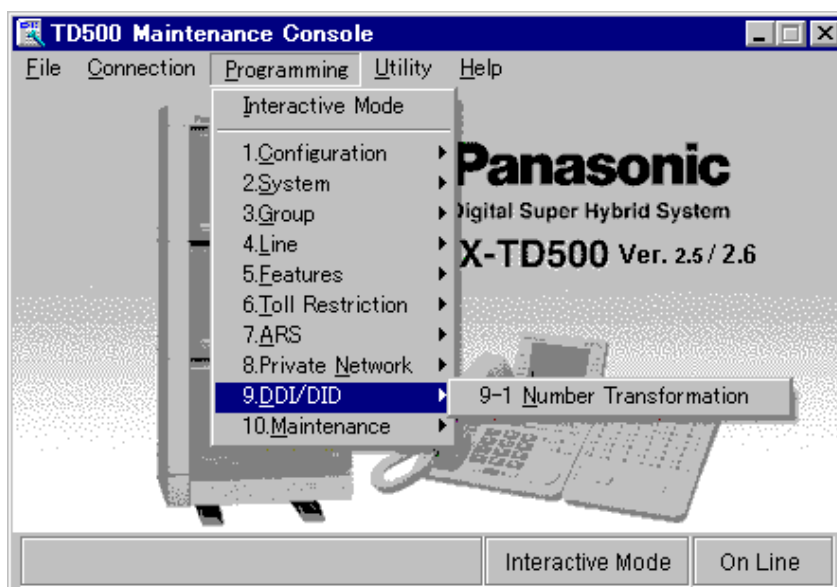 TD500 Maintenance Console
File Connection Programming Utility Help
Interactive Mode
1.Configuration
2.System
3.Group
4.Line
5.Features
6.Toll Restriction
7.ARS
8.Private Network
9.DDI/DID
10.Maintenance
9-1 Number Transformation
Panasonic
Digital Super Hybrid System
X-TD500 Ver. 2.5/2.6
Interactive Mode
On Line